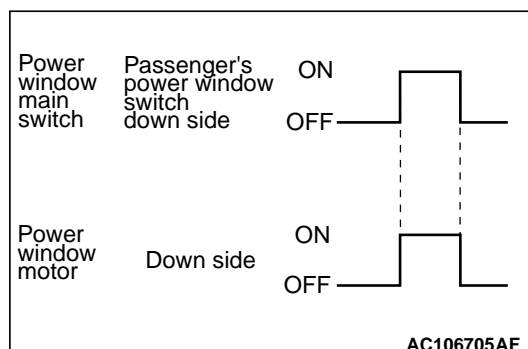 Power
window
main
switch
Passenger's
power window
switch
down side
ON
OFF
Power
window
motor
Down side
ON
OFF
AC106705AE